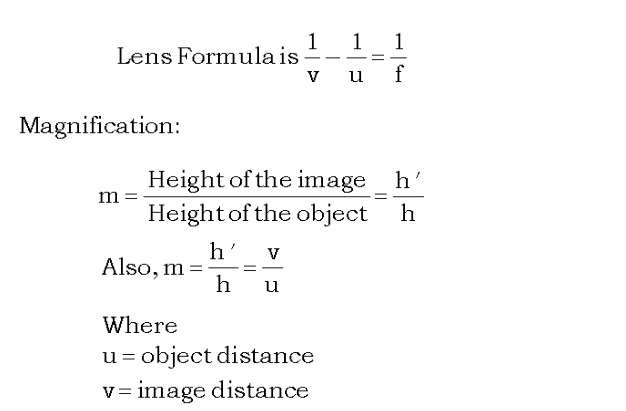 Lens Formula is 1/v − 1/u = 1/f
Magnification:
m = Height of the image / Height of the object = h′/h
Also, m = h′/h = v/u
Where
u = object distance
v = image distance